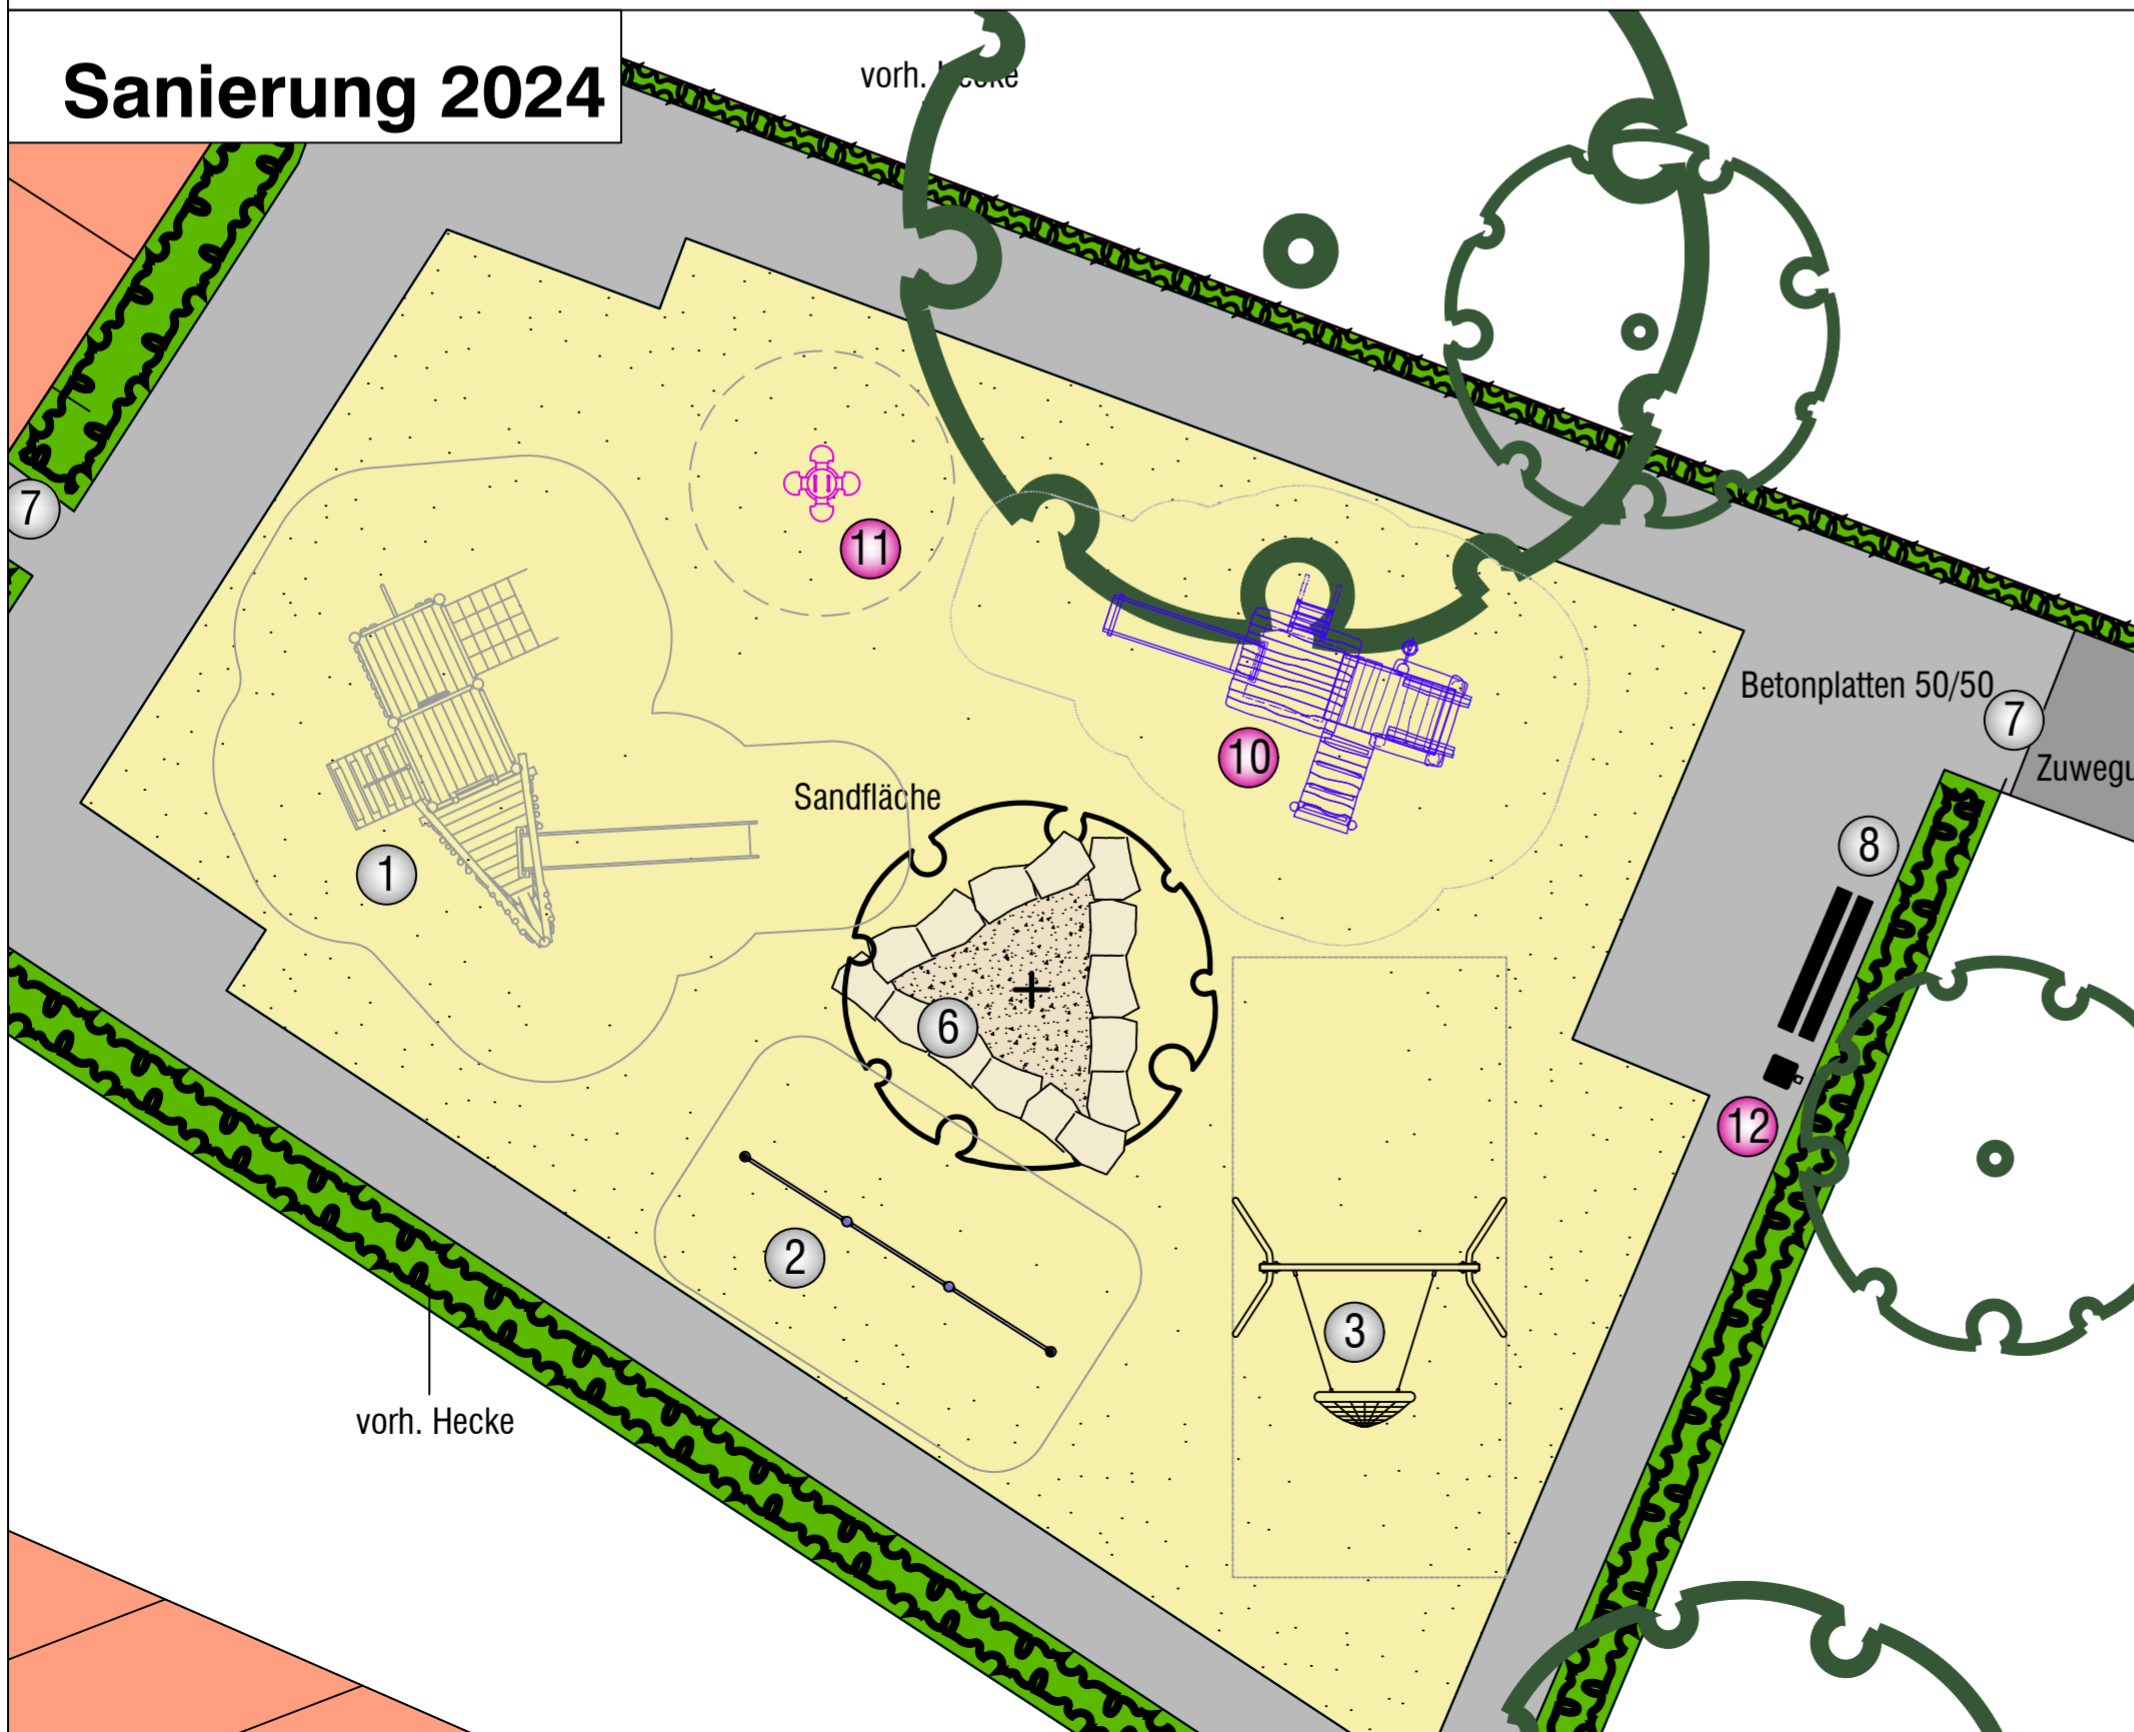 Sanierung 2024
vorh.
7
11
Betonplatten 50/50
7
10
Zuwegu
Sandfläche
8
1
6
12
2
3
vorh. Hecke